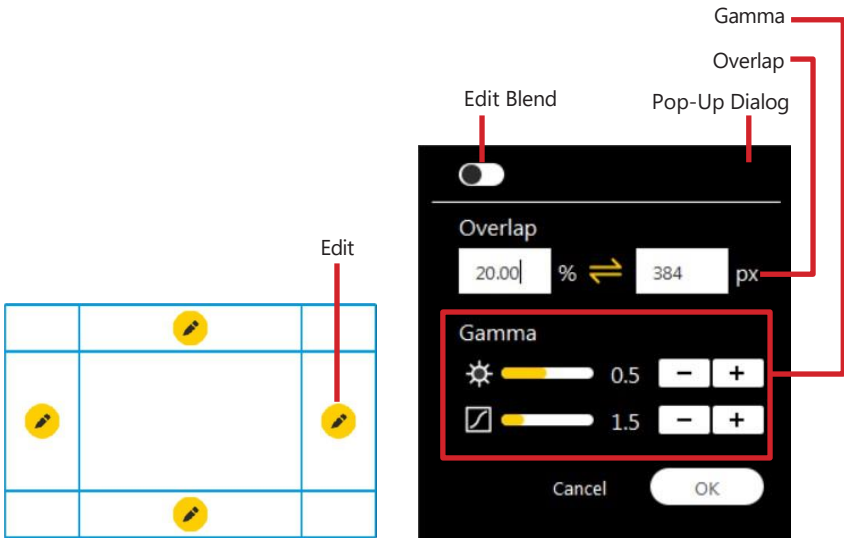 Gamma
Overlap
Edit Blend
Pop-Up Dialog
Overlap
20.00 % 384 px
Edit
Gamma
0.5 − +
1.5 − +
Cancel OK